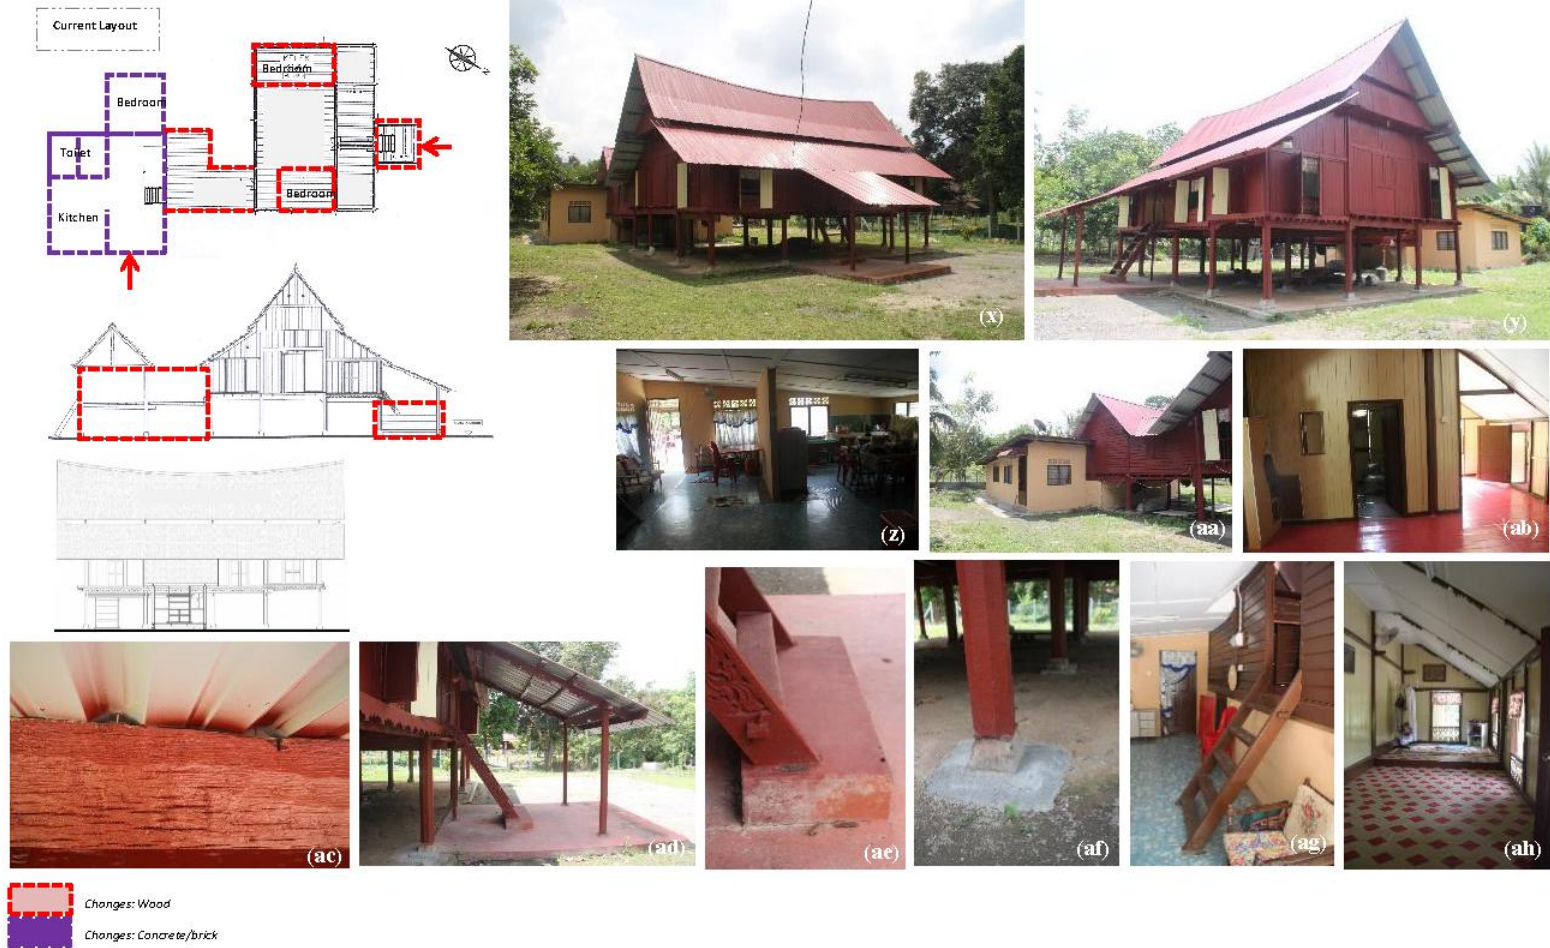 Current Layout
Bedroom
Bedroom
Toilet
Kitchen
Bedroom
(x)
(y)
(z)
(aa)
(ab)
(ac)
(ad)
(ae)
(af)
(ag)
(ah)
Changes: Wood
Changes: Concrete/brick